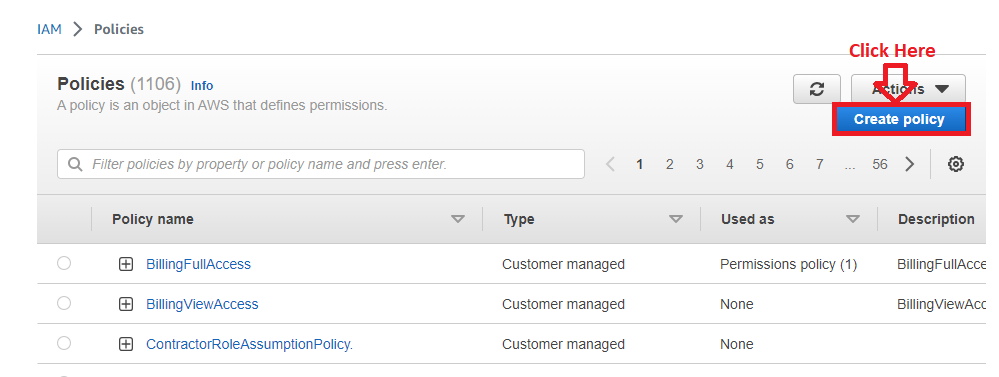 IAM > Policies
Click Here
Policies (1106) Info
Actions
A policy is an object in AWS that defines permissions.
Create policy
Filter policies by property or policy name and press enter.
1 2 3 4 5 6 7 ... 56
Policy name Type Used as Description
BillingFullAccess Customer managed Permissions policy (1) BillingFullAcce
BillingViewAccess Customer managed None BillingViewAcc
ContractorRoleAssumptionPolicy. Customer managed None